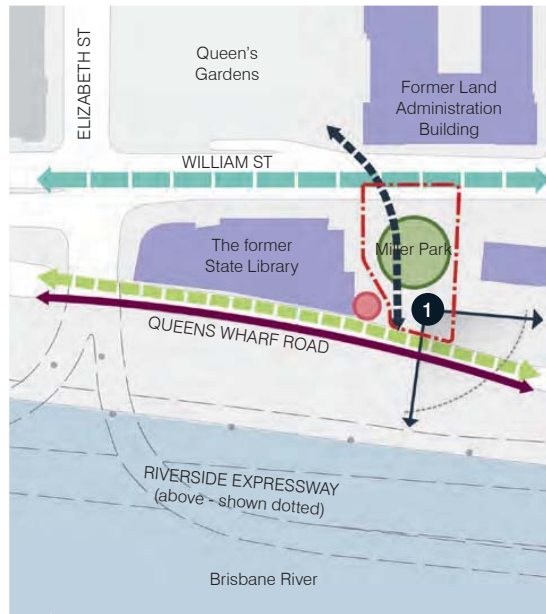 ELIZABETH ST
Queen's
Gardens
Former Land
Administration
Building
WILLIAM ST
The former
State Library
Miller Park
1
QUEENS WHARF ROAD
RIVERSIDE EXPRESSWAY
(above - shown dotted)
Brisbane River